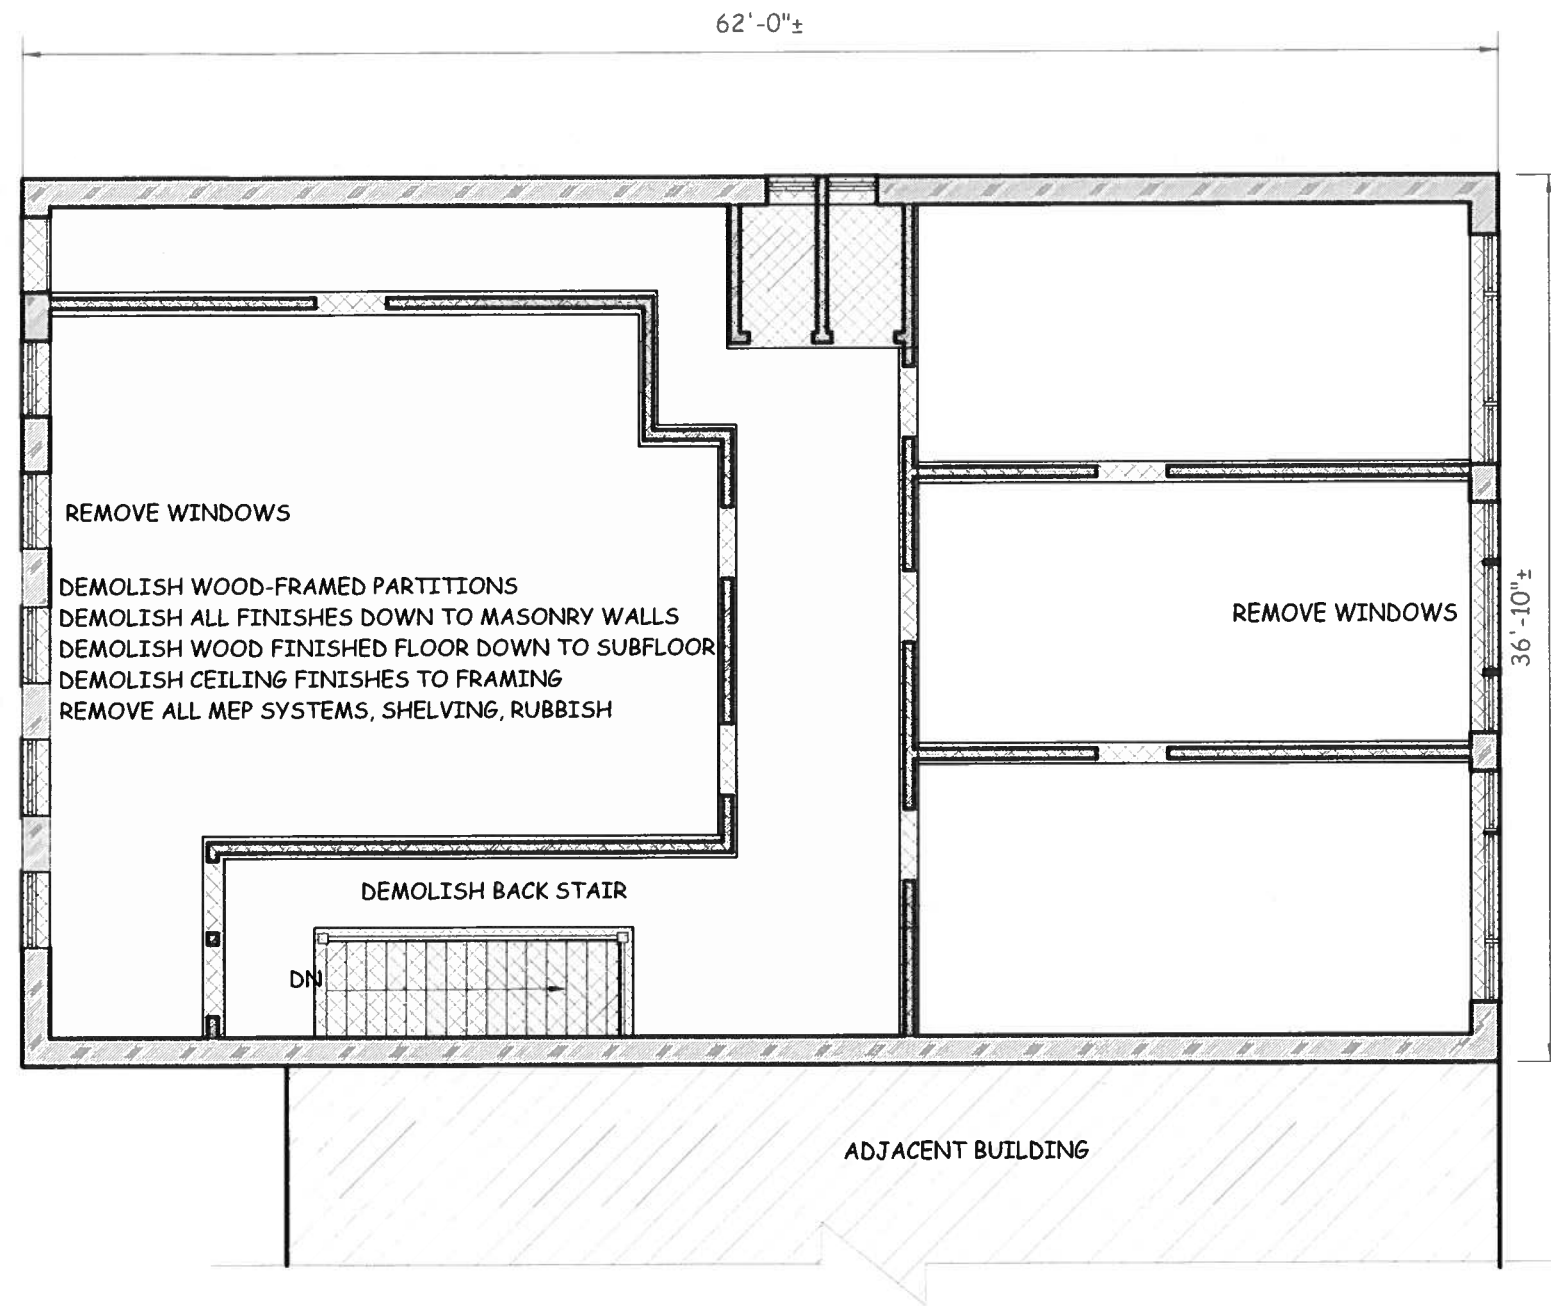 62'-0"±
REMOVE WINDOWS
DEMOLISH WOOD-FRAMED PARTITIONS
DEMOLISH ALL FINISHES DOWN TO MASONRY WALLS
DEMOLISH WOOD FINISHED FLOOR DOWN TO SUBFLOOR
DEMOLISH CEILING FINISHES TO FRAMING
REMOVE ALL MEP SYSTEMS, SHELVING, RUBBISH
REMOVE WINDOWS
36'-10"±
DEMOLISH BACK STAIR
DN
ADJACENT BUILDING